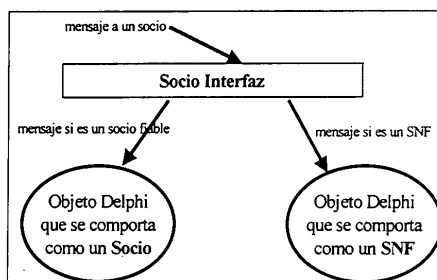 mensaje a un socio
Socio Interfaz
mensaje si es un socio fiable
mensaje si es un SNF
Objeto Delphi
que se comporta
como un Socio
Objeto Delphi
que se comporta
como un SNF